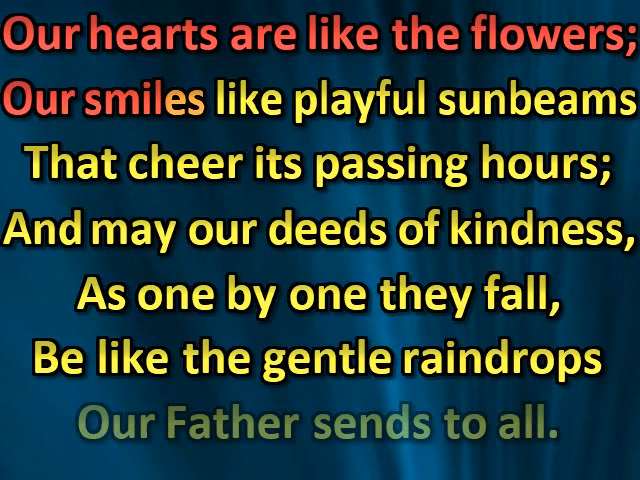 Our hearts are like the flowers;
Our smiles like playful sunbeams
That cheer its passing hours;
And may our deeds of kindness,
As one by one they fall,
Be like the gentle raindrops
Our Father sends to all.